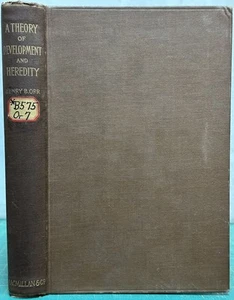 A THEORY
OF
DEVELOPMENT
AND
HEREDITY
HENRY B. ORR
B575
O-7
MACMILLAN & CO